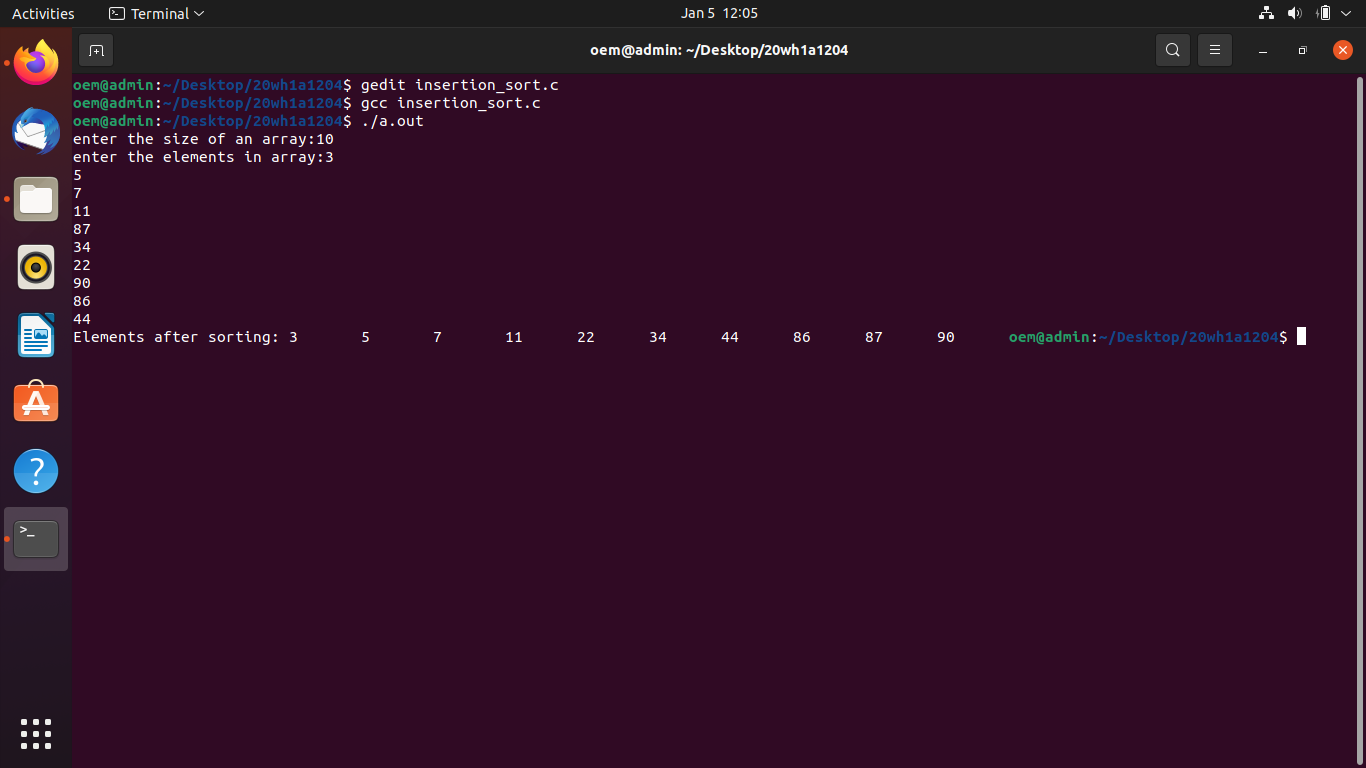 Activities Terminal Jan 5 12:05
oem@admin: ~/Desktop/20wh1a1204
oem@admin:~/Desktop/20wh1a1204$ gedit insertion_sort.c
oem@admin:~/Desktop/20wh1a1204$ gcc insertion_sort.c
oem@admin:~/Desktop/20wh1a1204$ ./a.out
enter the size of an array:10
enter the elements in array:3
5
7
11
87
34
22
90
86
44
Elements after sorting: 3 5 7 11 22 34 44 86 87 90 oem@admin:~/Desktop/20wh1a1204$